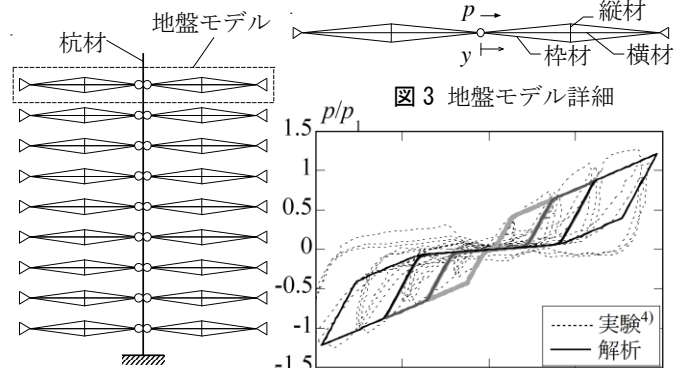 地盤モデル
杭材
p
縦材
y
枠材
横材
図 3 地盤モデル詳細
p/p1
1.5
1
0.5
0
-0.5
-1
-1.5
実験4)
解析